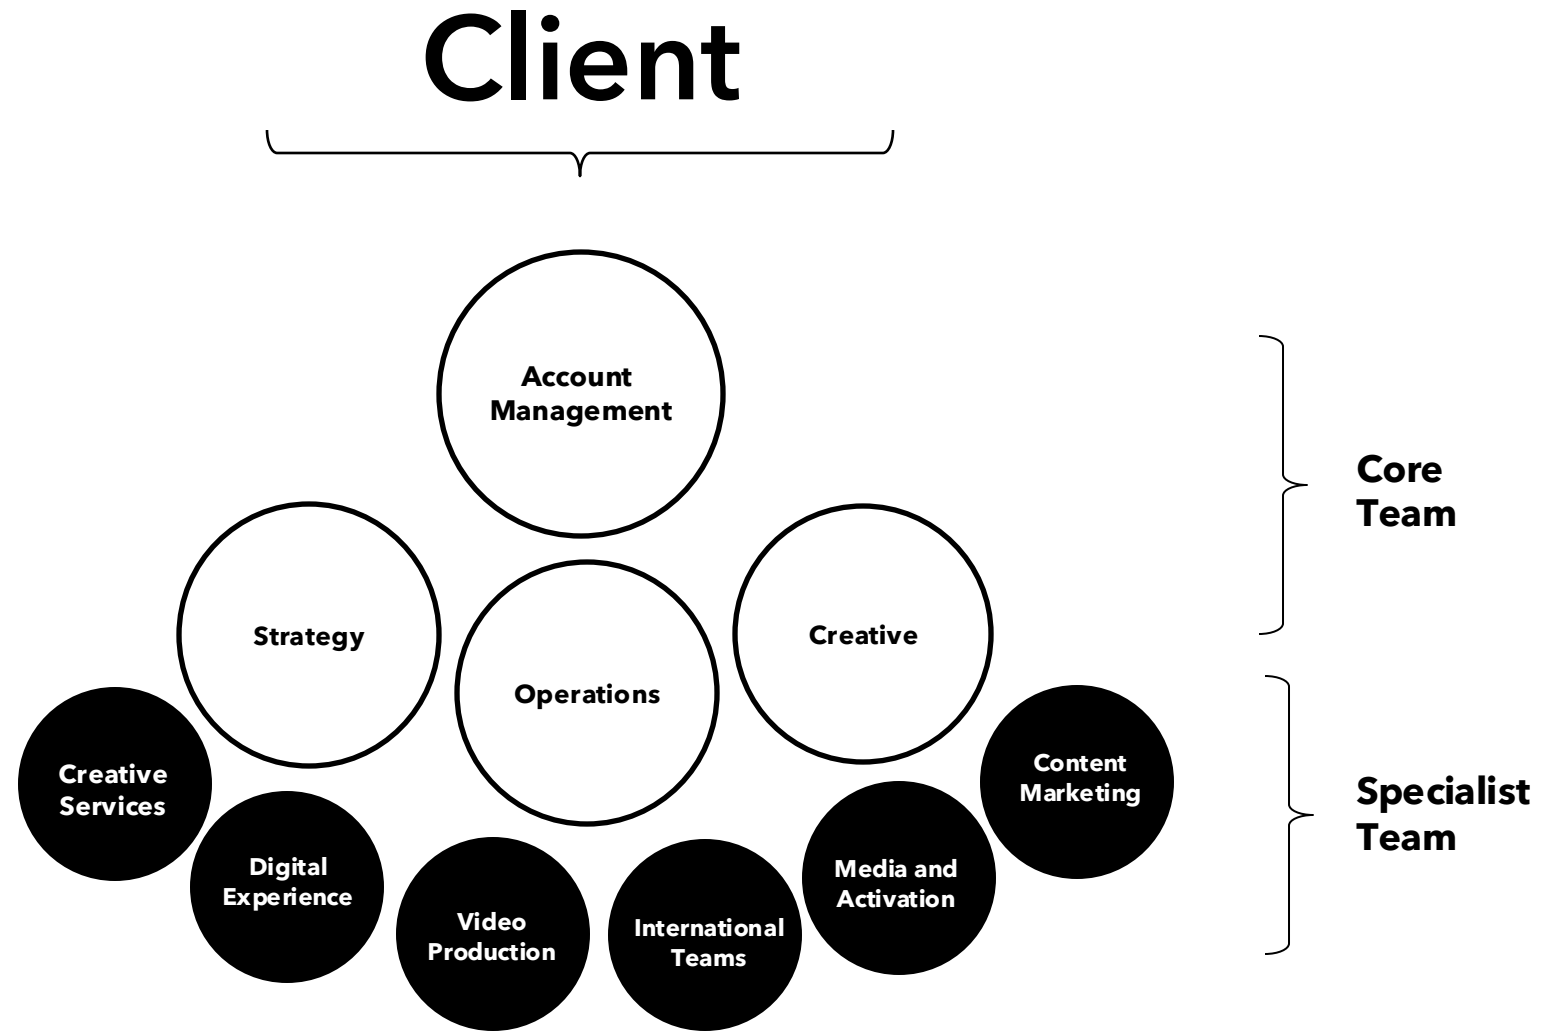 Client
Account
Management
Core
Team
Strategy
Operations
Creative
Creative
Services
Digital
Experience
Video
Production
International
Teams
Media and
Activation
Content
Marketing
Specialist
Team